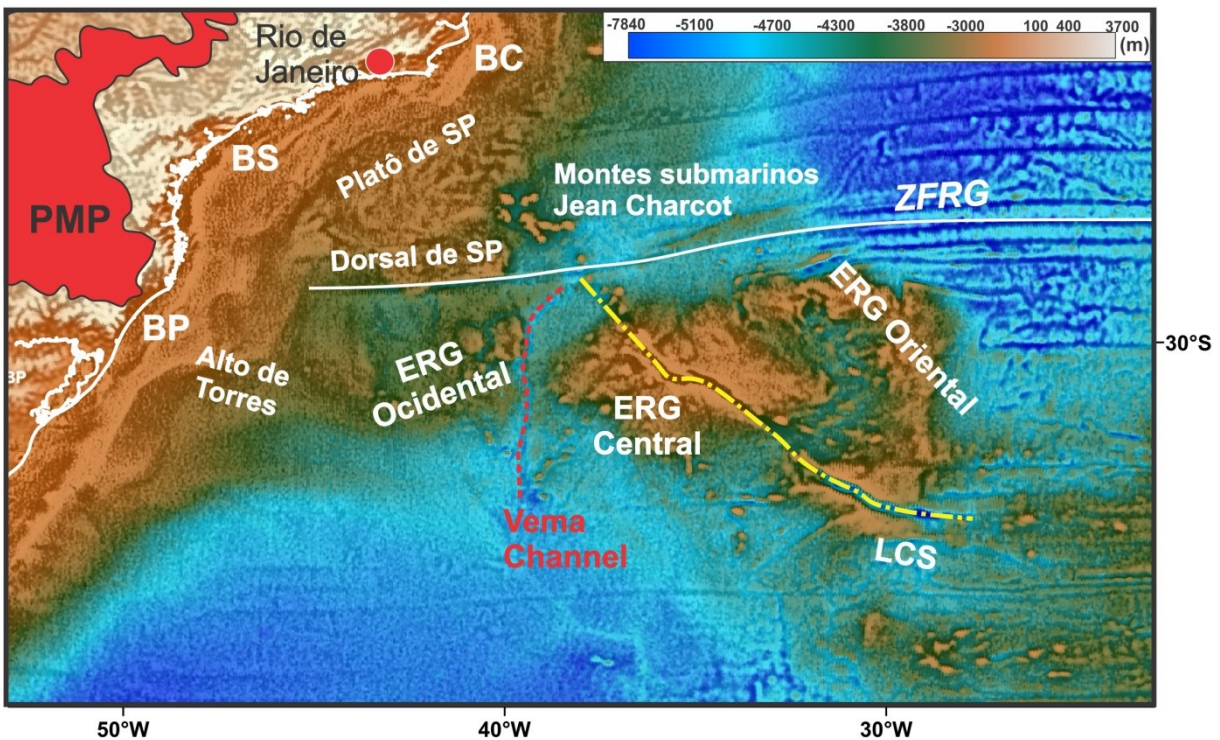 -7840 -5100 -4700 -4300 -3800 -3000 100 400 3700
(m)
Rio de
Janeiro
BC
BS
Platô de SP
PMP
Montes submarinos
Jean Charcot
ZFRG
Dorsal de SP
BP
ERG Oriental
30°S
Alto de
Torres
ERG
Ocidental
ERG
Central
BP
Vema
Channel
LCS
50°W 40°W 30°W